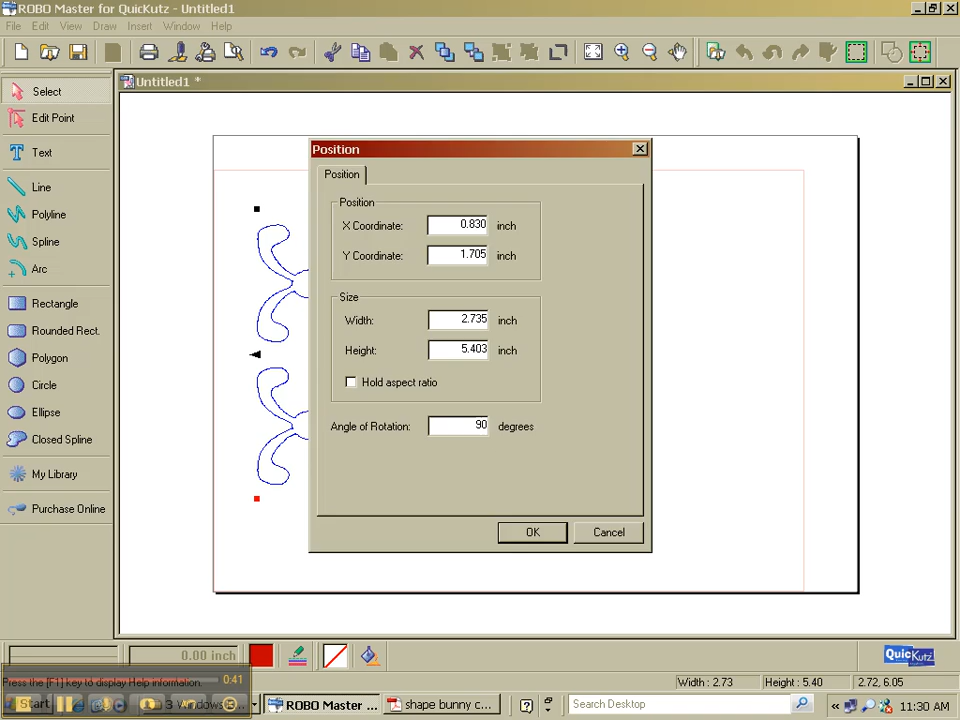 ROBO Master for QuicKutz - Untitled1
File Edit View Draw Insert Window Help
Untitled1 *
Select
Edit Point
Text
Line
Polyline
Spline
Arc
Rectangle
Rounded Rect.
Polygon
Circle
Ellipse
Closed Spline
My Library
Purchase Online
Position
Position
Position
X Coordinate: 0.830 inch
Y Coordinate: 1.705 inch
Size
Width: 2.735 inch
Height: 5.403 inch
Hold aspect ratio
Angle of Rotation: 90 degrees
OK Cancel
0.00 inch
QuicKutz
Press the [F1] key to display Help information. 0:41
Width : 2.73 Height : 5.40 2.72, 6.05
Start 3 Windows ROBO Master ... shape bunny c... Search Desktop 11:30 AM